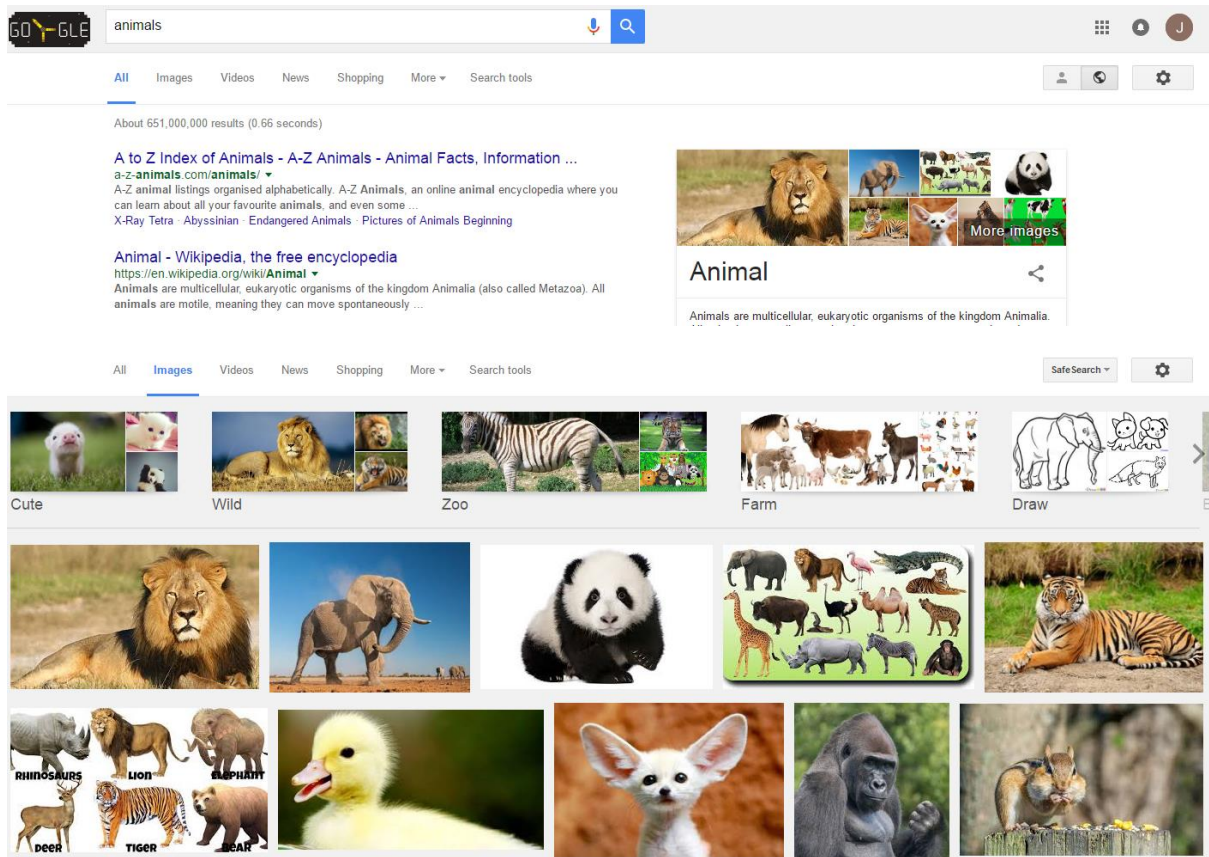 GO GLE
animals
J
All Images Videos News Shopping More Search tools
About 651,000,000 results (0.66 seconds)
A to Z Index of Animals - A-Z Animals - Animal Facts, Information ...
a-z-animals.com/animals/
A-Z animal listings organised alphabetically. A-Z Animals, an online animal encyclopedia where you
can learn about all your favourite animals, and even some ...
X-Ray Tetra · Abyssinian · Endangered Animals · Pictures of Animals Beginning
Animal - Wikipedia, the free encyclopedia
https://en.wikipedia.org/wiki/Animal
Animals are multicellular, eukaryotic organisms of the kingdom Animalia (also called Metazoa). All
animals are motile, meaning they can move spontaneously ...
More images
Animal
Animals are multicellular, eukaryotic organisms of the kingdom Animalia.
All Images Videos News Shopping More Search tools
SafeSearch
Cute Wild Zoo Farm Draw
RHINOSAURS LION ELEPHANT
DEER TIGER BEAR